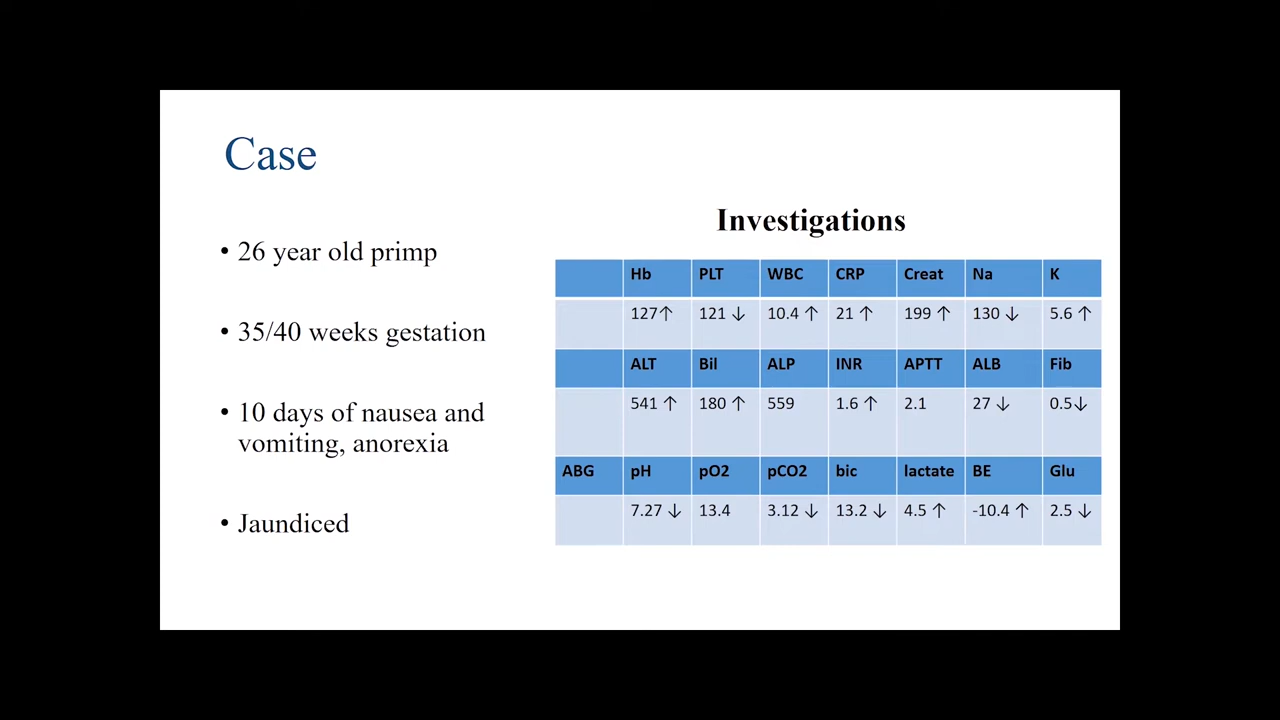 Case
• 26 year old primp
• 35/40 weeks gestation
• 10 days of nausea and
vomiting, anorexia
• Jaundiced
Investigations
Hb PLT WBC CRP Creat Na K
127↑ 121 ↓ 10.4 ↑ 21 ↑ 199 ↑ 130 ↓ 5.6 ↑
ALT Bil ALP INR APTT ALB Fib
541 ↑ 180 ↑ 559 1.6 ↑ 2.1 27 ↓ 0.5↓
ABG pH pO2 pCO2 bic lactate BE Glu
7.27 ↓ 13.4 3.12 ↓ 13.2 ↓ 4.5 ↑ -10.4 ↑ 2.5 ↓